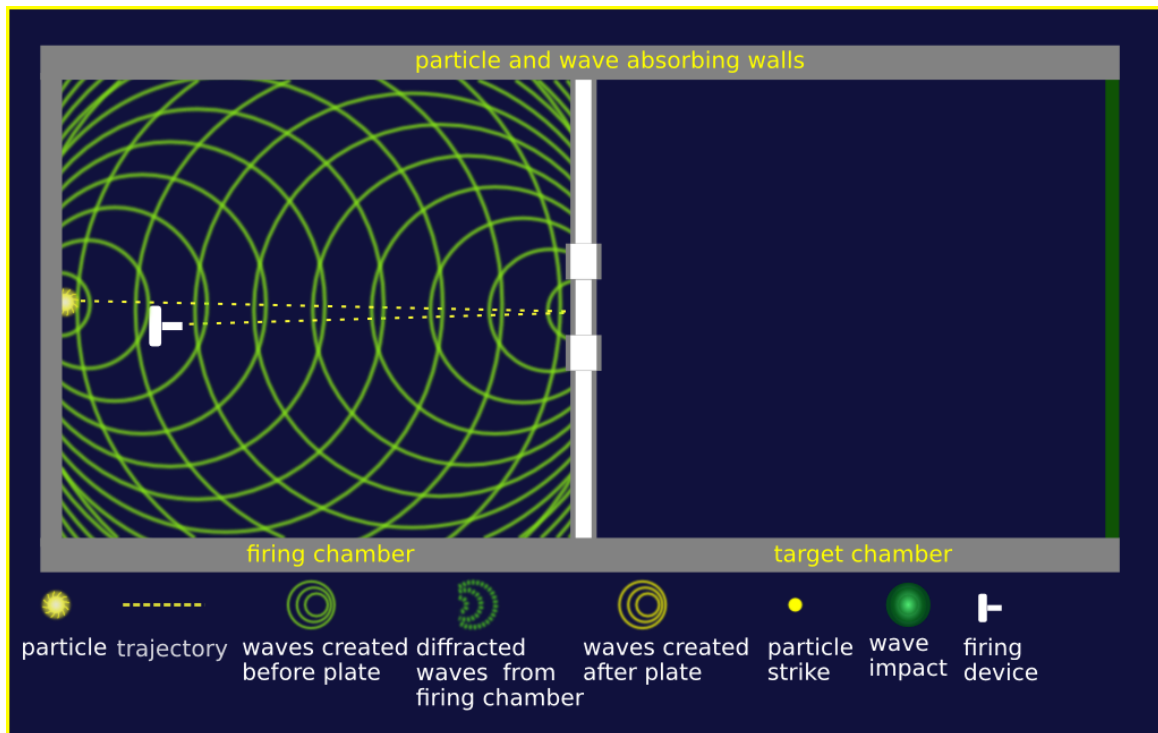 particle and wave absorbing walls
firing chamber
target chamber
particle
trajectory
waves created
before plate
diffracted
waves from
firing chamber
waves created
after plate
particle
strike
wave
impact
firing
device